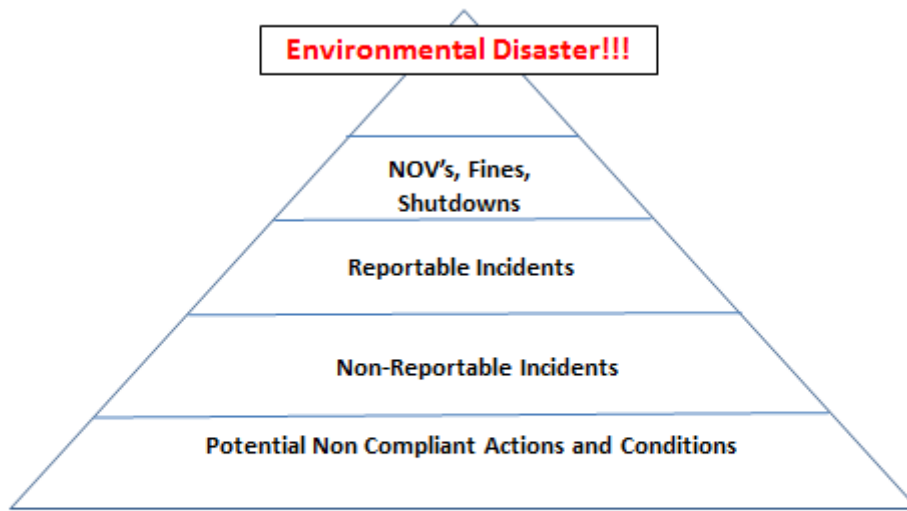 Environmental Disaster!!!
NOV's, Fines,
Shutdowns
Reportable Incidents
Non-Reportable Incidents
Potential Non Compliant Actions and Conditions